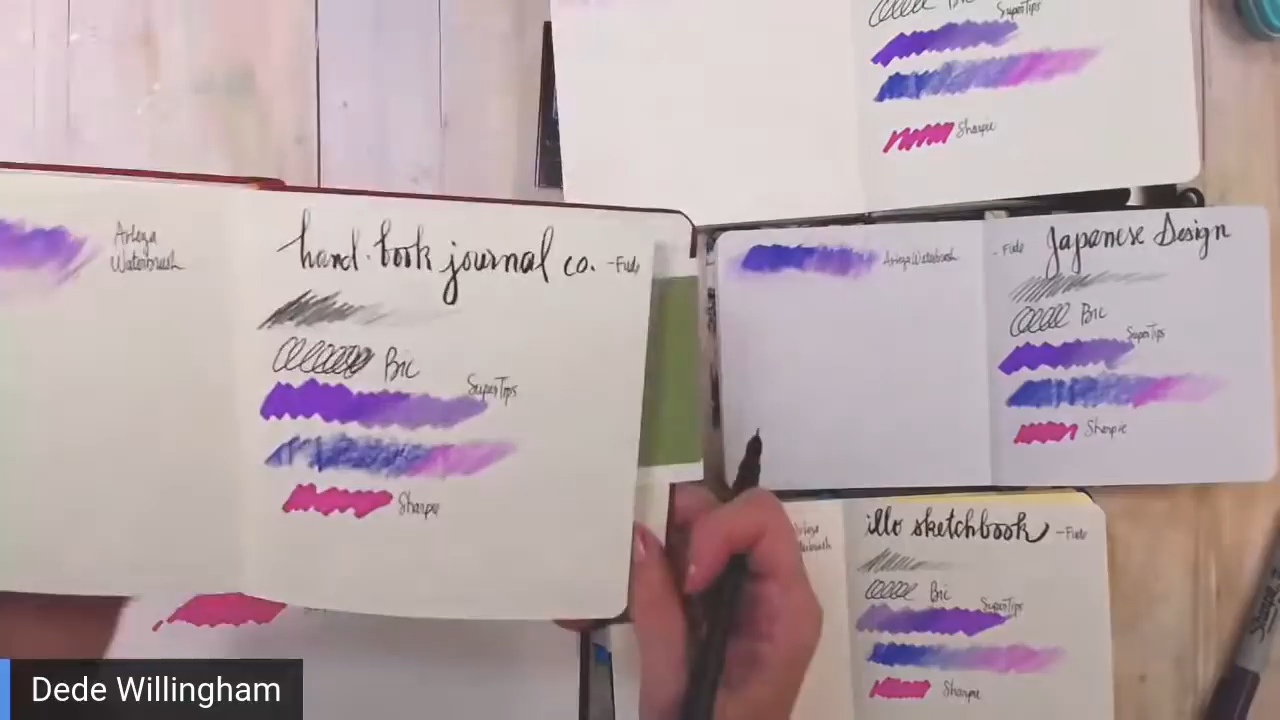 SuperTips
Sharpie
Arteza
Waterbrush
hand·book journal co. -Fude
Bic
SuperTips
Sharpie
Arteza Waterbrush
- Fude
Japanese Design
Bic
SuperTips
Sharpie
illo sketchbook -Fude
Bic
SuperTips
Sharpie
Dede Willingham